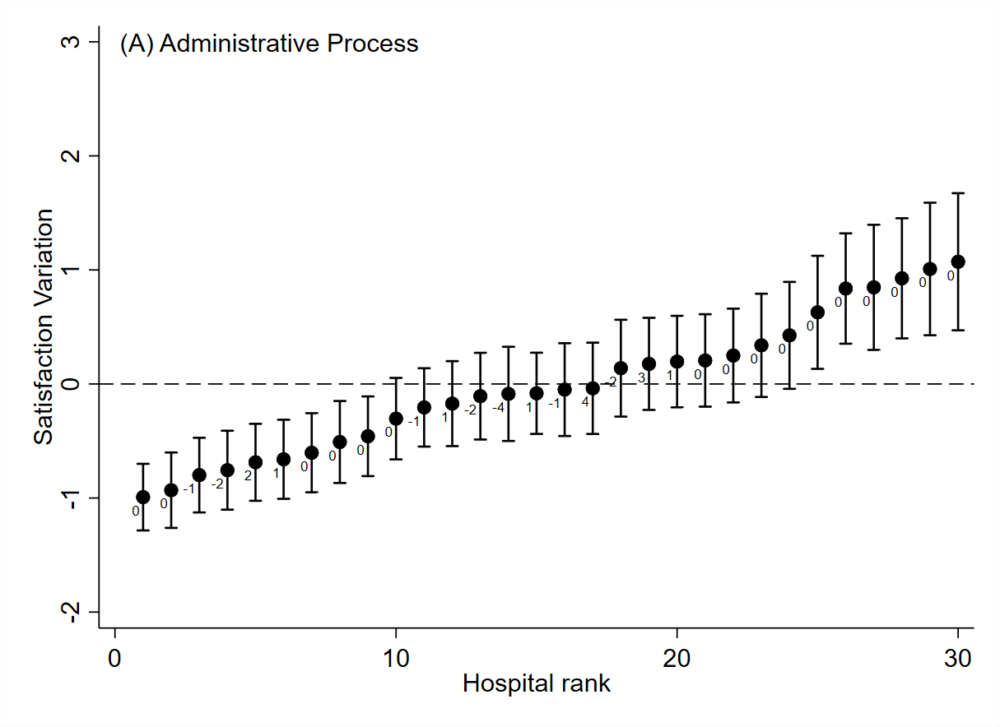 (A) Administrative Process
3
2
1
0
-1
-2
Satisfaction Variation
0 0 -1 -2 2 1 0 0 0 0 -1 1 -2 -4 1 -1 4 -2 3 1 0 0 0 0 0 0 0 0 0 0
0 10 20 30
Hospital rank